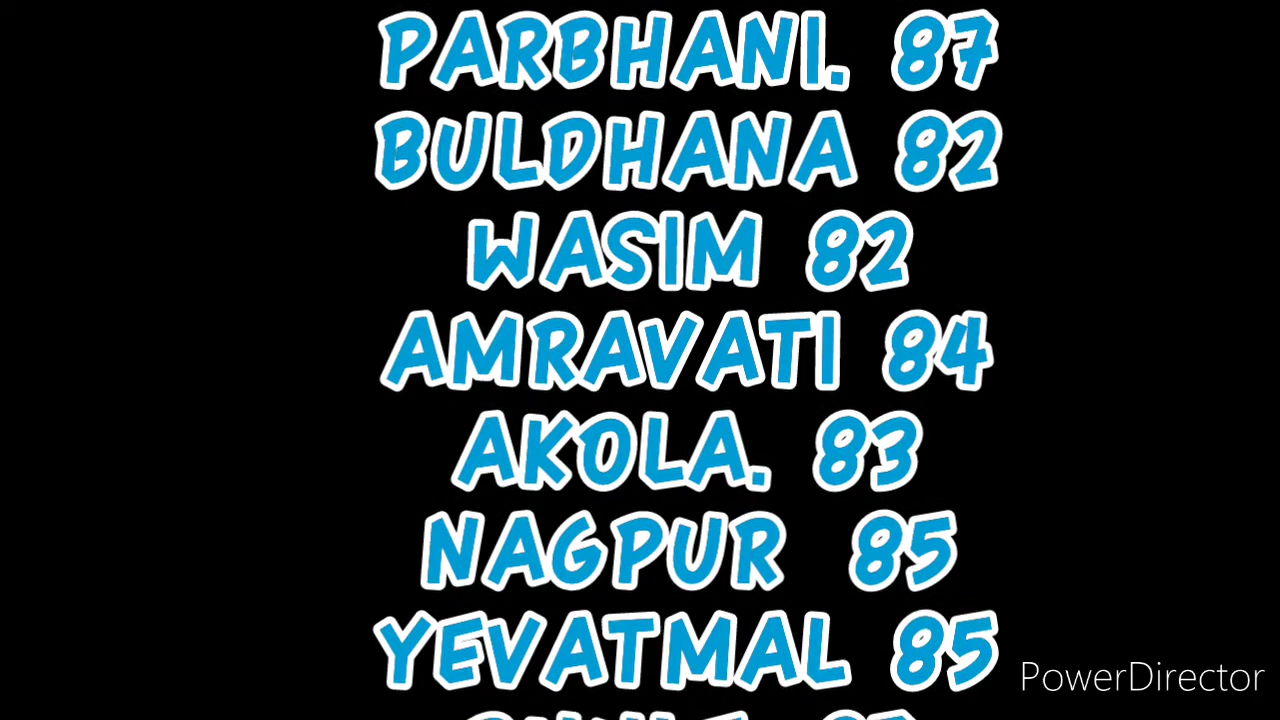 PARBHANI. 87
BULDHANA 82
WASIM 82
AMRAVATI 84
AKOLA. 83
NAGPUR 85
YEVATMAL 85
PowerDirector